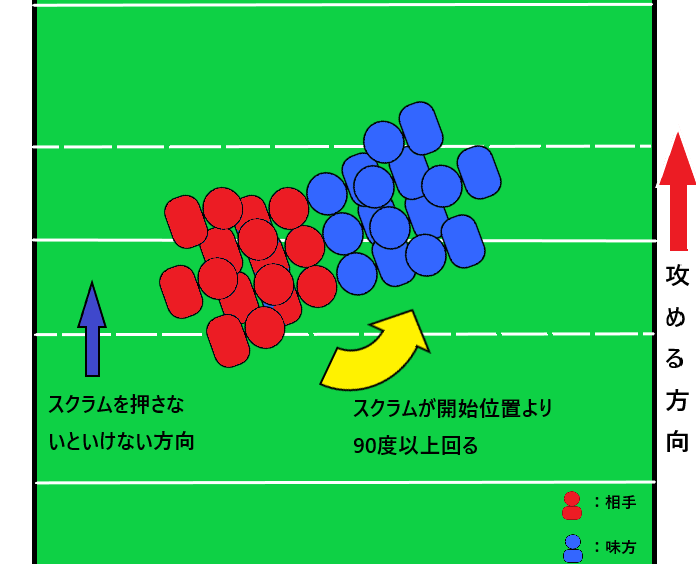 攻める方向
スクラムを押さな
いといけない方向
スクラムが開始位置より
90度以上回る
：相手
：味方